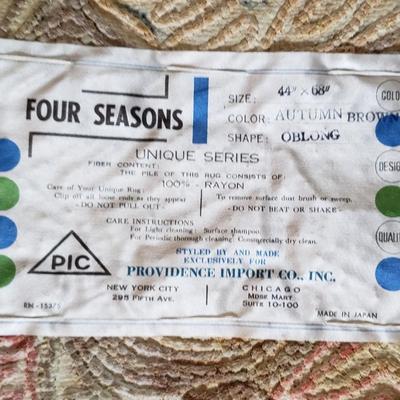 FOUR SEASONS
SIZE: 44" × 68"
COLOR: AUTUMN BROWN
SHAPE: OBLONG
UNIQUE SERIES
FIBER CONTENT:
THE PILE OF THIS RUG CONSISTS OF:
100% - RAYON
Care of Your Unique Rug:
Clip off all loose ends as they appear
- DO NOT PULL OUT -
To remove surface dust brush or sweep.
- DO NOT BEAT OR SHAKE -
CARE INSTRUCTIONS
For Light cleaning: Surface shampoo.
For Periodic thorough cleaning: Commercially dry clean.
STYLED BY AND MADE
EXCLUSIVELY FOR
PROVIDENCE IMPORT CO., INC.
PIC
NEW YORK CITY
295 FIFTH AVE.
CHICAGO
MDSE MART
SUITE 10-100
RN-15375
MADE IN JAPAN
COLO
DESIG
QUALIT